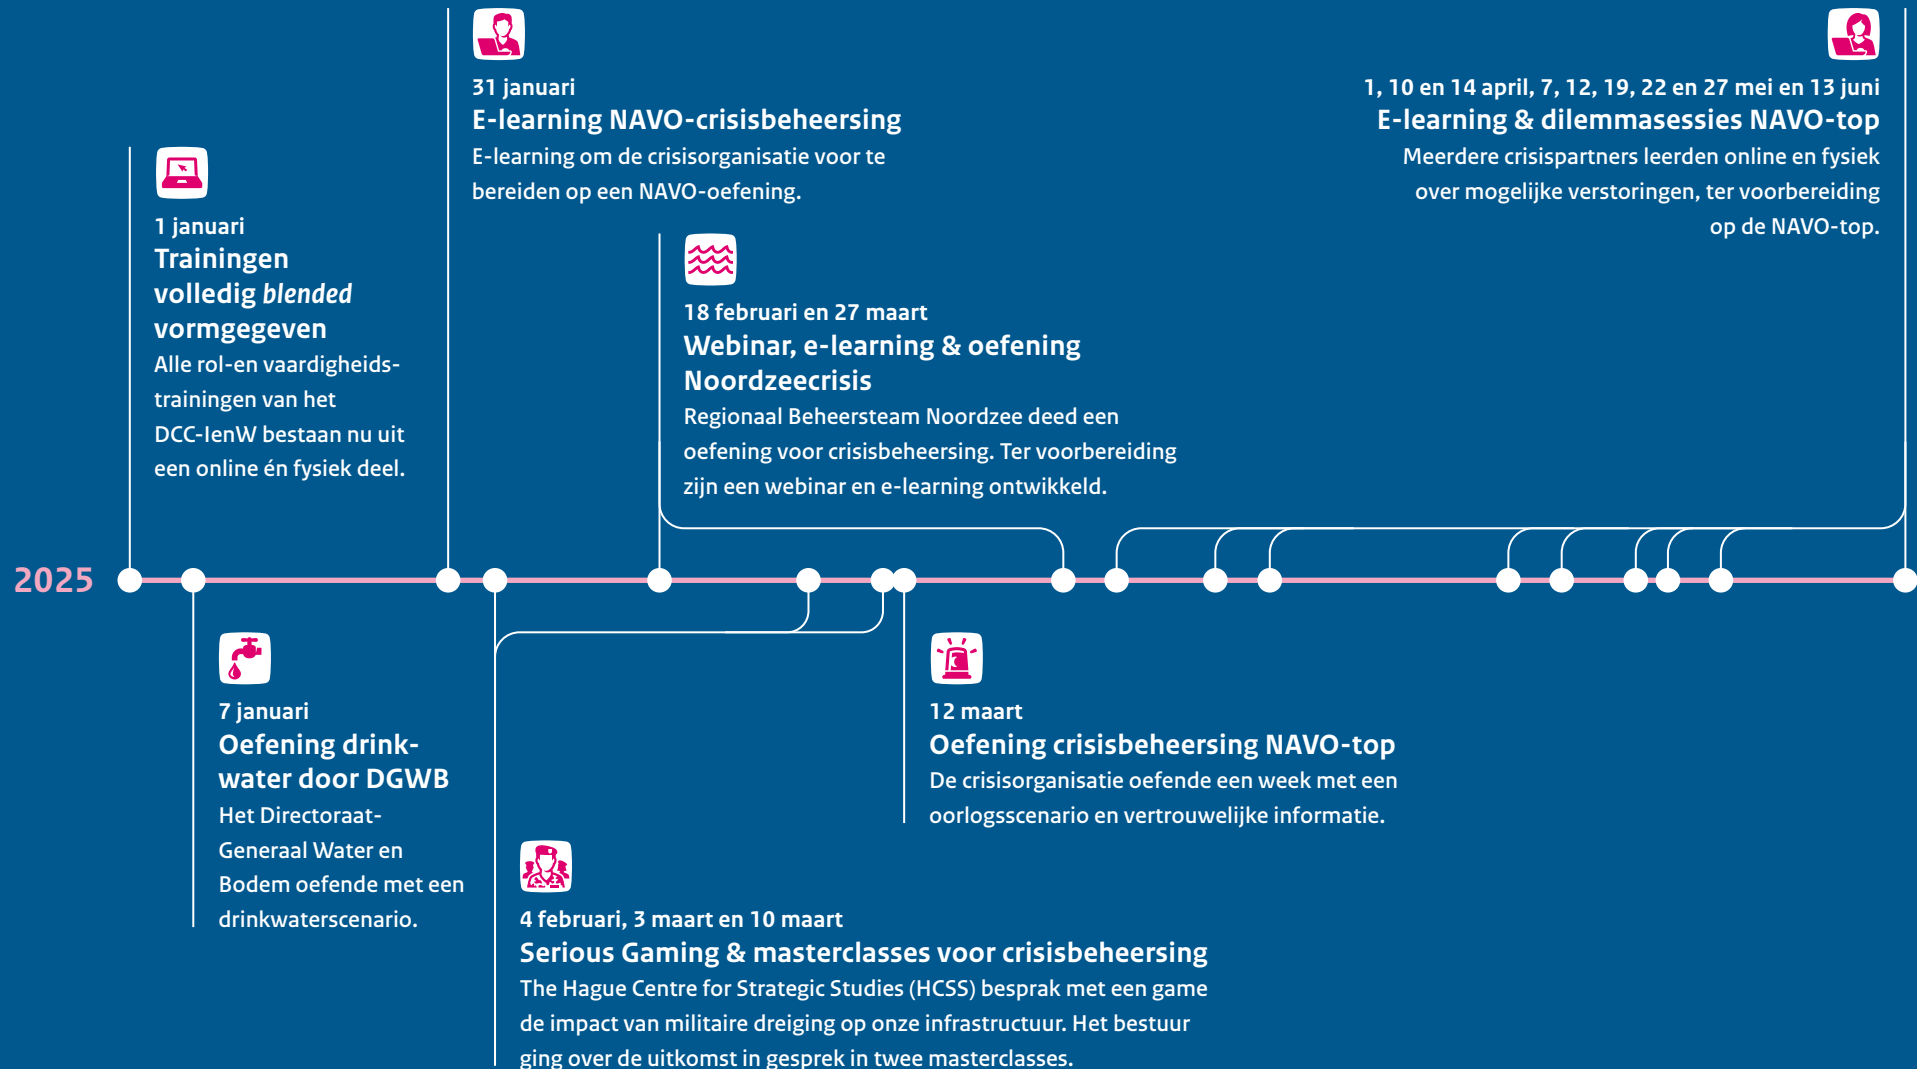 2025
1 januari
Trainingen
volledig blended
vormgegeven
Alle rol-en vaardigheids-
trainingen van het
DCC-IenW bestaan nu uit
een online én fysiek deel.
7 januari
Oefening drink-
water door DGWB
Het Directoraat-
Generaal Water en
Bodem oefende met een
drinkwaterscenario.
31 januari
E-learning NAVO-crisisbeheersing
E-learning om de crisisorganisatie voor te
bereiden op een NAVO-oefening.
4 februari, 3 maart en 10 maart
Serious Gaming & masterclasses voor crisisbeheersing
The Hague Centre for Strategic Studies (HCSS) besprak met een game
de impact van militaire dreiging op onze infrastructuur. Het bestuur
ging over de uitkomst in gesprek in twee masterclasses.
18 februari en 27 maart
Webinar, e-learning & oefening
Noordzeecrisis
Regionaal Beheersteam Noordzee deed een
oefening voor crisisbeheersing. Ter voorbereiding
zijn een webinar en e-learning ontwikkeld.
12 maart
Oefening crisisbeheersing NAVO-top
De crisisorganisatie oefende een week met een
oorlogsscenario en vertrouwelijke informatie.
1, 10 en 14 april, 7, 12, 19, 22 en 27 mei en 13 juni
E-learning & dilemmasessies NAVO-top
Meerdere crisispartners leerden online en fysiek
over mogelijke verstoringen, ter voorbereiding
op de NAVO-top.